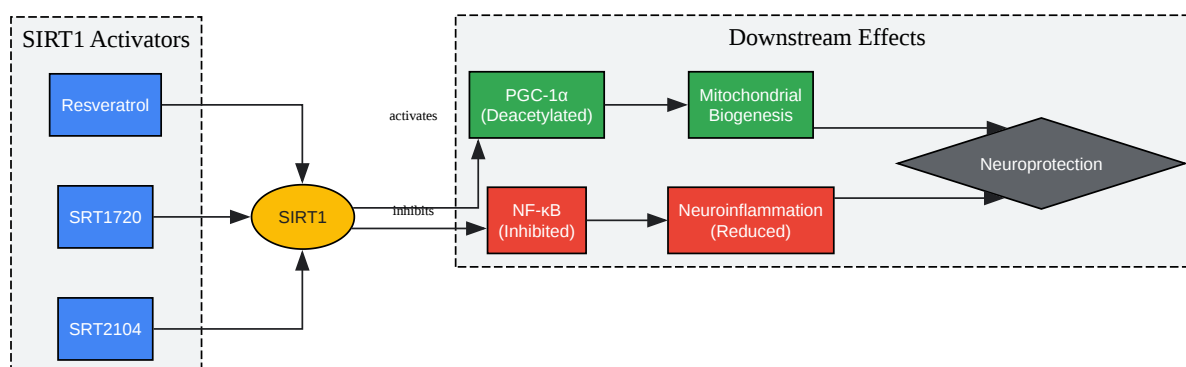 SIRT1 Activators
Resveratrol
SRT1720
SRT2104
SIRT1
activates
inhibits
Downstream Effects
PGC-1α
(Deacetylated)
Mitochondrial
Biogenesis
NF-κB
(Inhibited)
Neuroinflammation
(Reduced)
Neuroprotection